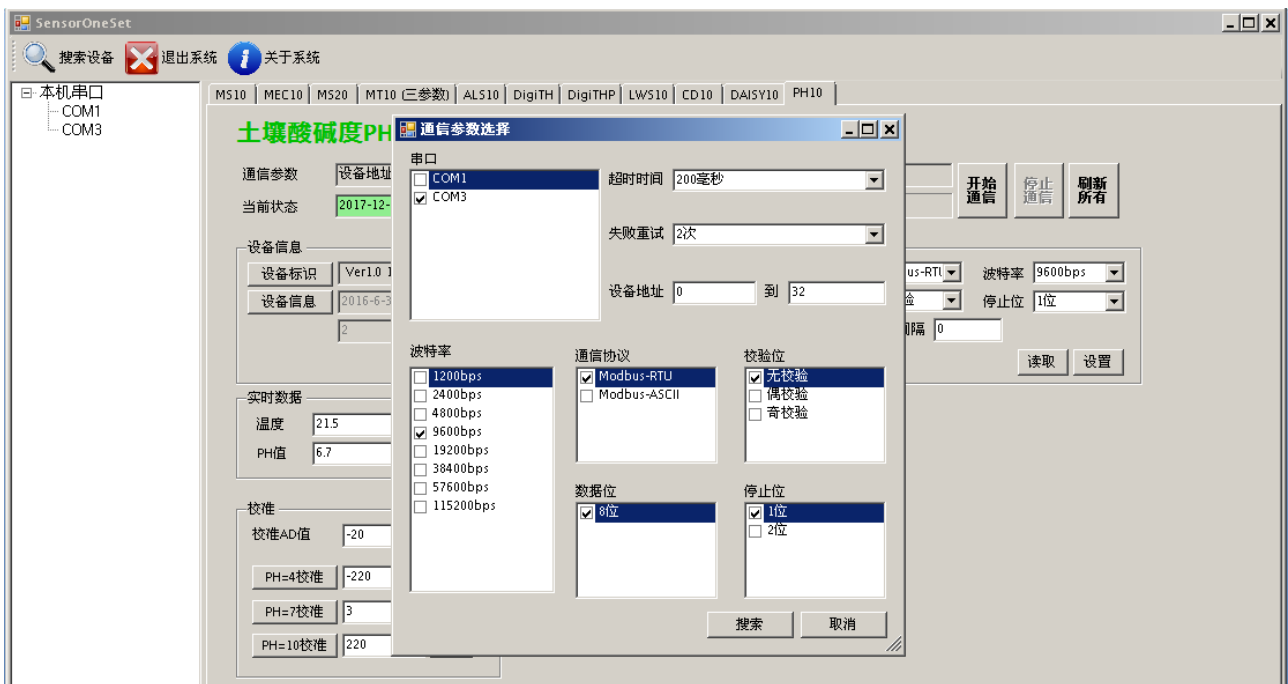 SensorOneSet
搜索设备 退出系统 关于系统
本机串口
COM1
COM3
MS10 MEC10 MS20 MT10 (三参数) ALS10 DigiTH DigiTHP LWS10 CD10 DAISY10 PH10
土壤酸碱度PH
通信参数 设备地址
当前状态 2017-12-
开始通信 停止通信 刷新所有
设备信息
设备标识 Ver1.0
设备信息 2016-6-3
2
us-RTU 波特率 9600bps
验 停止位 1位
间隔 0
读取 设置
实时数据
温度 21.5
PH值 6.7
校准
校准AD值 -20
PH=4校准 -220
PH=7校准 3
PH=10校准 220
通信参数选择
串口
COM1
COM3
超时时间 200毫秒
失败重试 2次
设备地址 0 到 32
波特率
1200bps
2400bps
4800bps
9600bps
19200bps
38400bps
57600bps
115200bps
通信协议
Modbus-RTU
Modbus-ASCII
校验位
无校验
偶校验
奇校验
数据位
8位
停止位
1位
2位
搜索 取消